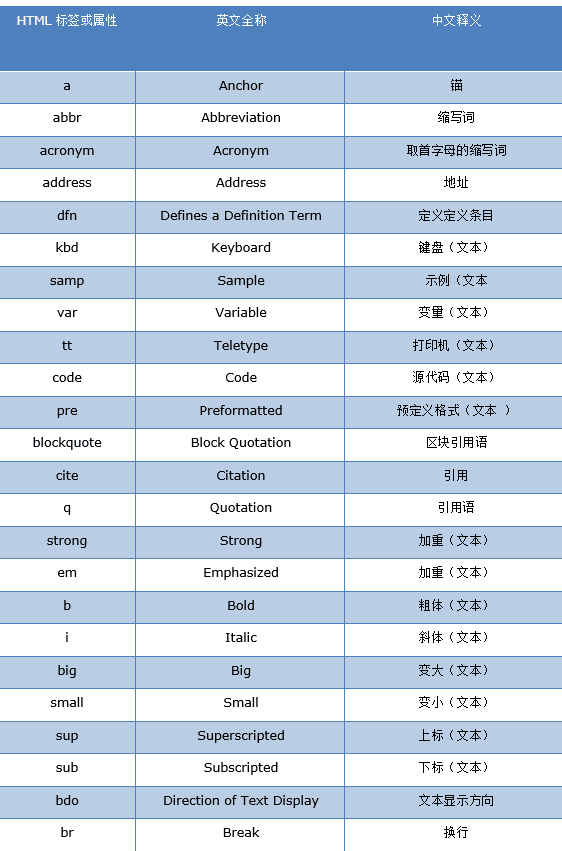 HTML 标签或属性 英文全称 中文释义
a Anchor 锚
abbr Abbreviation 缩写词
acronym Acronym 取首字母的缩写词
address Address 地址
dfn Defines a Definition Term 定义定义条目
kbd Keyboard 键盘（文本）
samp Sample 示例（文本
var Variable 变量（文本）
tt Teletype 打印机（文本）
code Code 源代码（文本）
pre Preformatted 预定义格式（文本 ）
blockquote Block Quotation 区块引用语
cite Citation 引用
q Quotation 引用语
strong Strong 加重（文本）
em Emphasized 加重（文本）
b Bold 粗体（文本）
i Italic 斜体（文本）
big Big 变大（文本）
small Small 变小（文本）
sup Superscripted 上标（文本）
sub Subscripted 下标（文本）
bdo Direction of Text Display 文本显示方向
br Break 换行